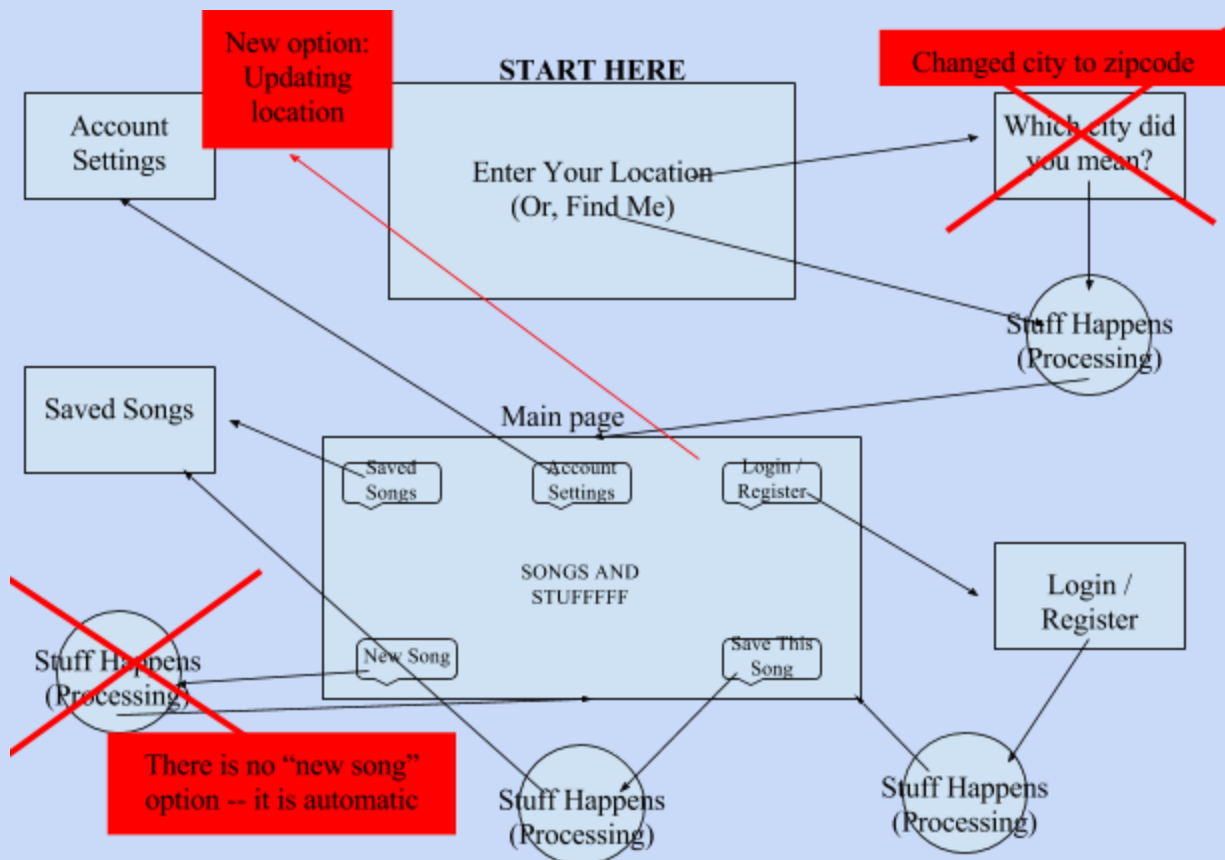 New option:
Updating
location
START HERE
Changed city to zipcode
Account
Settings
Enter Your Location
(Or, Find Me)
Which city did
you mean?
Stuff Happens
(Processing)
Saved Songs
Main page
Saved
Songs
Account
Settings
Login /
Register
SONGS AND
STUFFFFF
Login /
Register
New Song
Save This
Song
Stuff Happens
(Processing)
There is no “new song”
option -- it is automatic
Stuff Happens
(Processing)
Stuff Happens
(Processing)